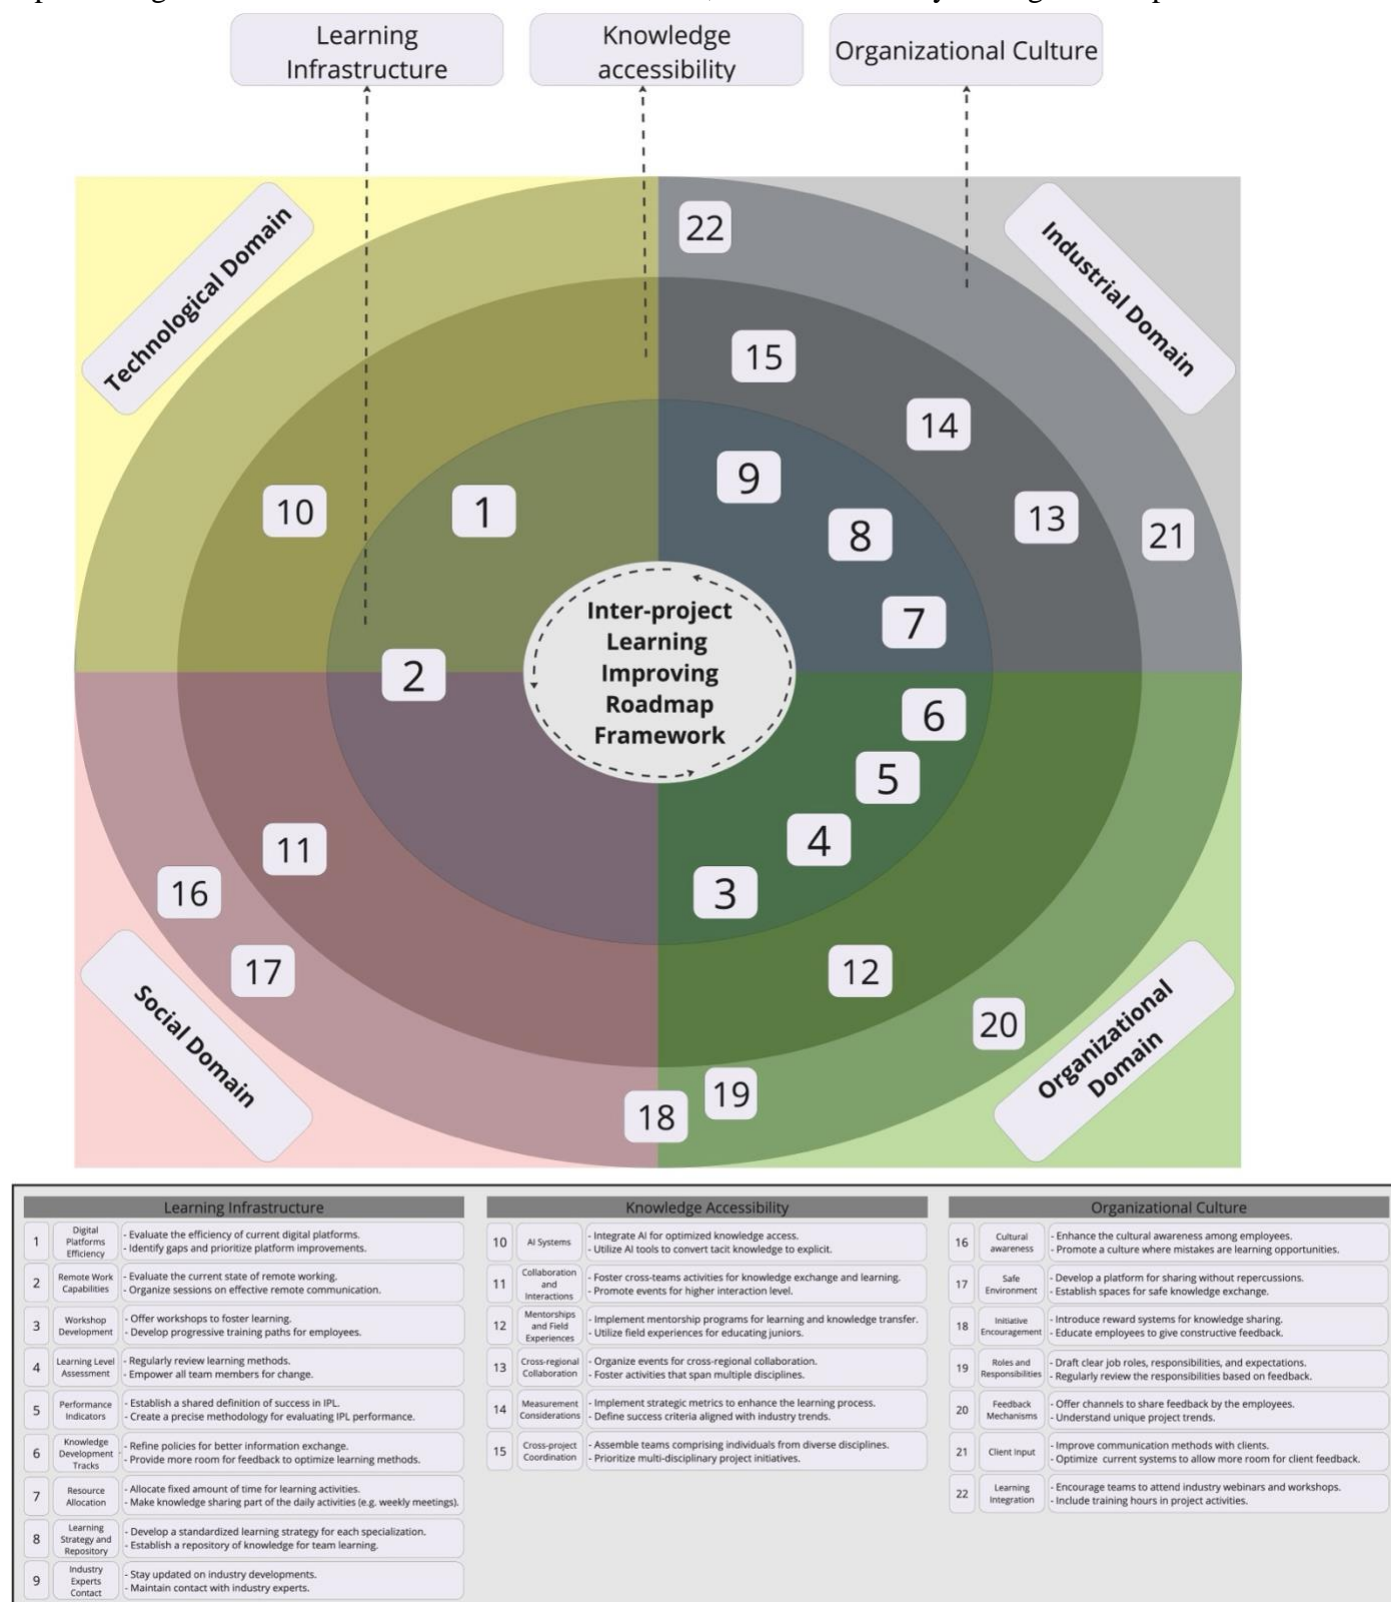 Learning
Infrastructure
Knowledge
accessibility
Organizational Culture
Technological Domain
Industrial Domain
22
15
14
9
13
10
1
8
21
7
Inter-project
Learning
Improving
Roadmap
Framework
2
6
5
4
11
3
16
12
17
20
19
18
Social Domain
Organizational
Domain
Learning Infrastructure
1
Digital
Platforms
Efficiency
- Evaluate the efficiency of current digital platforms.
- Identify gaps and prioritize platform improvements.
2
Remote Work
Capabilities
- Evaluate the current state of remote working.
- Organize sessions on effective remote communication.
3
Workshop
Development
- Offer workshops to foster learning.
- Develop progressive training paths for employees.
4
Learning Level
Assessment
- Regularly review learning methods.
- Empower all team members for change.
5
Performance
Indicators
- Establish a shared definition of success in IPL.
- Create a precise methodology for evaluating IPL performance.
6
Knowledge
Development
Tracks
- Refine policies for better information exchange.
- Provide more room for feedback to optimize learning methods.
7
Resource
Allocation
- Allocate fixed amount of time for learning activities.
- Make knowledge sharing part of the daily activities (e.g. weekly meetings).
8
Learning
Strategy and
Repository
- Develop a standardized learning strategy for each specialization.
- Establish a repository of knowledge for team learning.
9
Industry
Experts
Contact
- Stay updated on industry developments.
- Maintain contact with industry experts.
Knowledge Accessibility
10
AI Systems
- Integrate AI for optimized knowledge access.
- Utilize AI tools to convert tacit knowledge to explicit.
11
Collaboration
and
Interactions
- Foster cross-teams activities for knowledge exchange and learning.
- Promote events for higher interaction level.
12
Mentorships
and Field
Experiences
- Implement mentorship programs for learning and knowledge transfer.
- Utilize field experiences for educating juniors.
13
Cross-regional
Collaboration
- Organize events for cross-regional collaboration.
- Foster activities that span multiple disciplines.
14
Measurement
Considerations
- Implement strategic metrics to enhance the learning process.
- Define success criteria aligned with industry trends.
15
Cross-project
Coordination
- Assemble teams comprising individuals from diverse disciplines.
- Prioritize multi-disciplinary project initiatives.
Organizational Culture
16
Cultural
awareness
- Enhance the cultural awareness among employees.
- Promote a culture where mistakes are learning opportunities.
17
Safe
Environment
- Develop a platform for sharing without repercussions.
- Establish spaces for safe knowledge exchange.
18
Initiative
Encouragement
- Introduce reward systems for knowledge sharing.
- Educate employees to give constructive feedback.
19
Roles and
Responsibilities
- Draft clear job roles, responsibilities, and expectations.
- Regularly review the responsibilities based on feedback.
20
Feedback
Mechanisms
- Offer channels to share feedback by the employees.
- Understand unique project trends.
21
Client Input
- Improve communication methods with clients.
- Optimize current systems to allow more room for client feedback.
22
Learning
Integration
- Encourage teams to attend industry webinars and workshops.
- Include training hours in project activities.